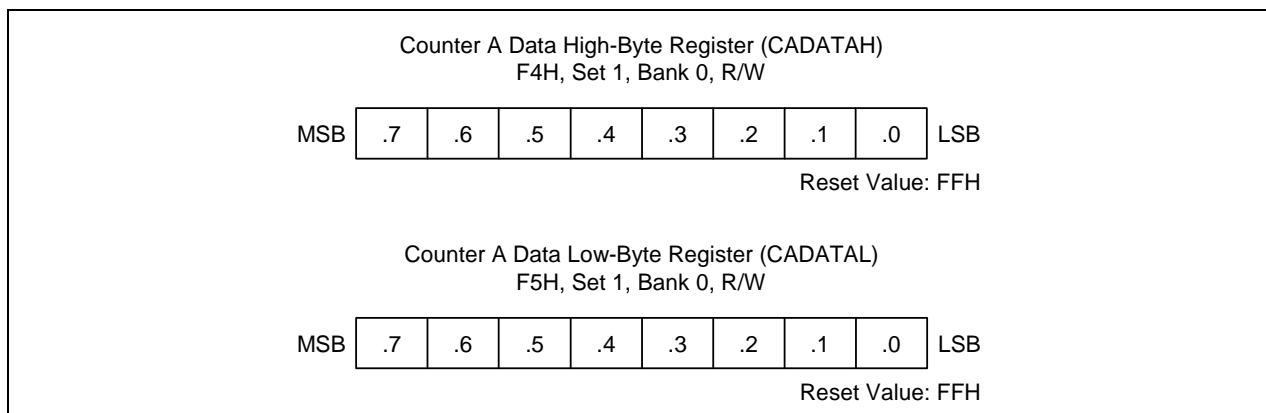 Counter A Data High-Byte Register (CADATAH)
F4H, Set 1, Bank 0, R/W
MSB .7 .6 .5 .4 .3 .2 .1 .0 LSB
Reset Value: FFH
Counter A Data Low-Byte Register (CADATAL)
F5H, Set 1, Bank 0, R/W
MSB .7 .6 .5 .4 .3 .2 .1 .0 LSB
Reset Value: FFH